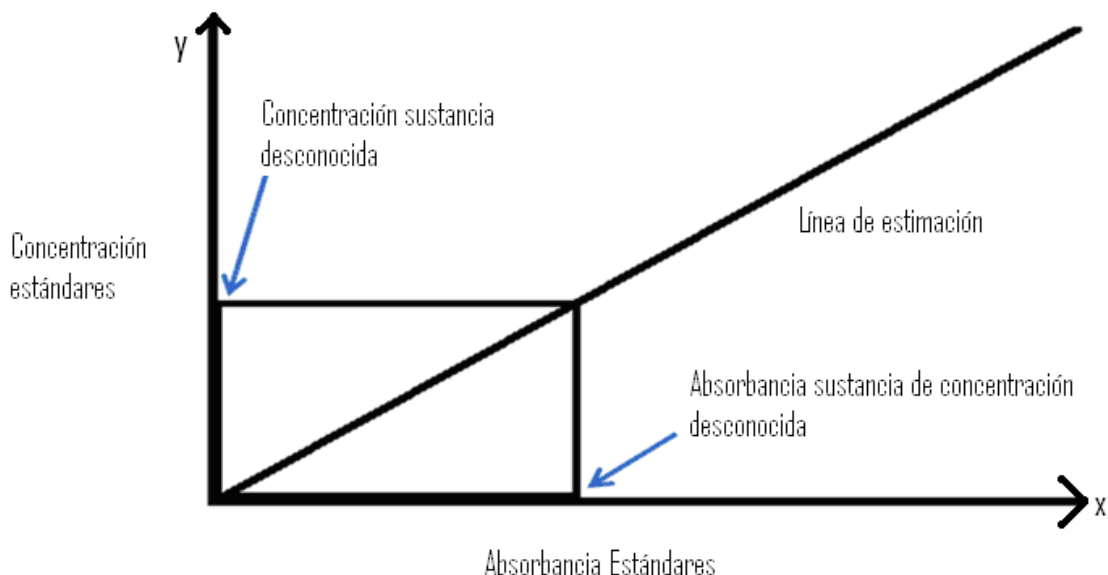 y
Concentración sustancia
desconocida
Línea de estimación
Concentración
estándares
Absorbancia sustancia de concentración
desconocida
x
Absorbancia Estándares